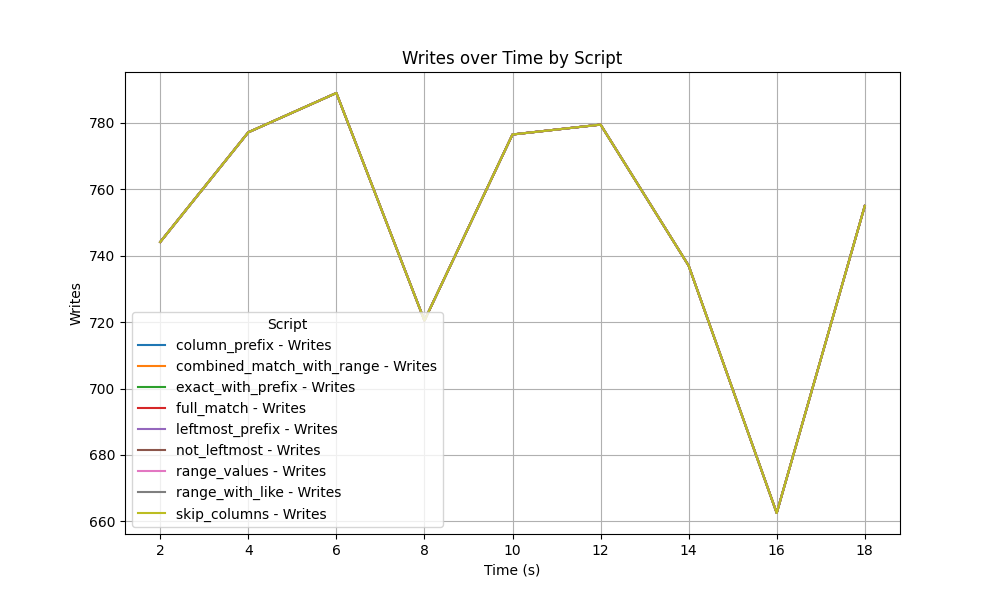 Writes over Time by Script
Writes
780
760
740
720
700
680
660
Script
column_prefix - Writes
combined_match_with_range - Writes
exact_with_prefix - Writes
full_match - Writes
leftmost_prefix - Writes
not_leftmost - Writes
range_values - Writes
range_with_like - Writes
skip_columns - Writes
2 4 6 8 10 12 14 16 18
Time (s)